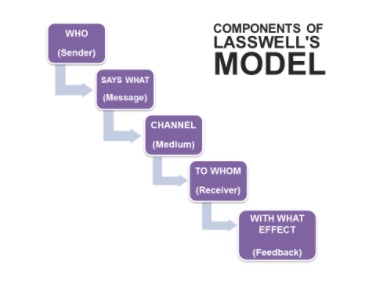 COMPONENTS OF
LASSWELL'S
MODEL
WHO
(Sender)
SAYS WHAT
(Message)
CHANNEL
(Medium)
TO WHOM
(Receiver)
WITH WHAT
EFFECT
(Feedback)